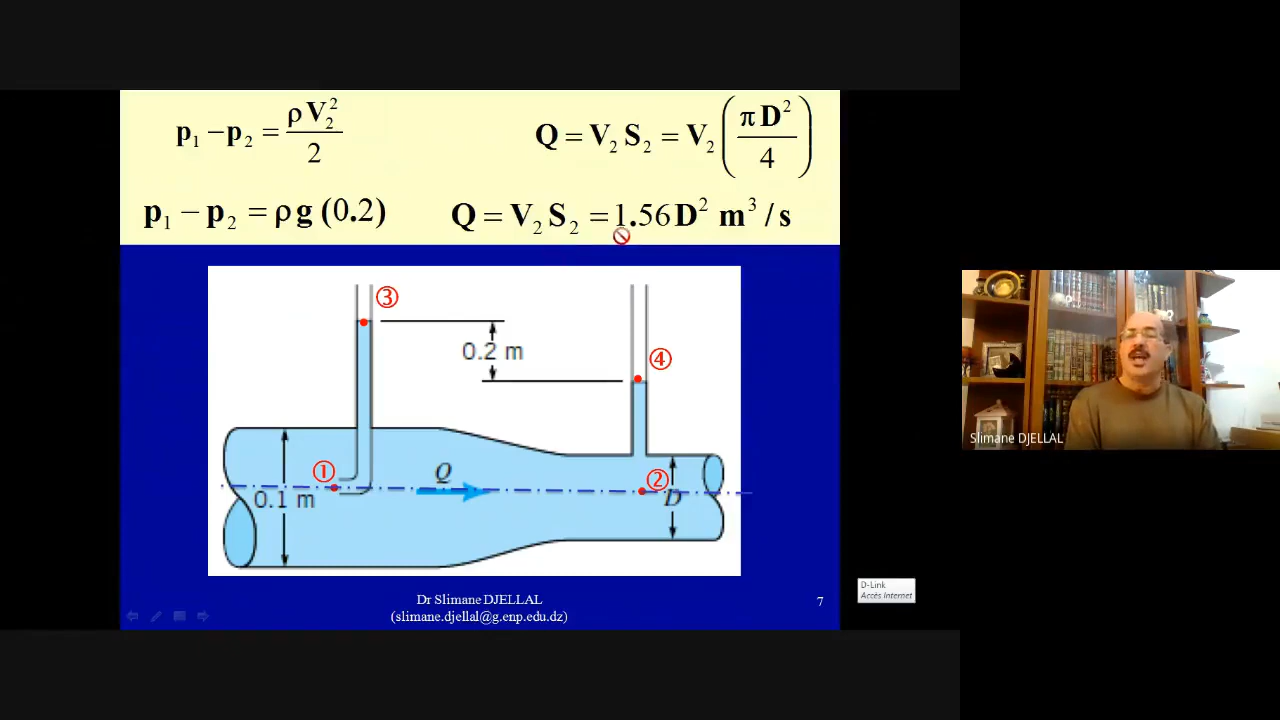 p₁ − p₂ = ρV₂²/2
Q = V₂ S₂ = V₂ (πD²/4)
p₁ − p₂ = ρg (0.2)
Q = V₂ S₂ = 1.56 D² m³/s
③
0.2 m
④
①
Q
②
0.1 m
D
Dr Slimane DJELLAL
(slimane.djellal@g.enp.edu.dz)
7
D-Link
Accès Internet
Slimane DJELLAL